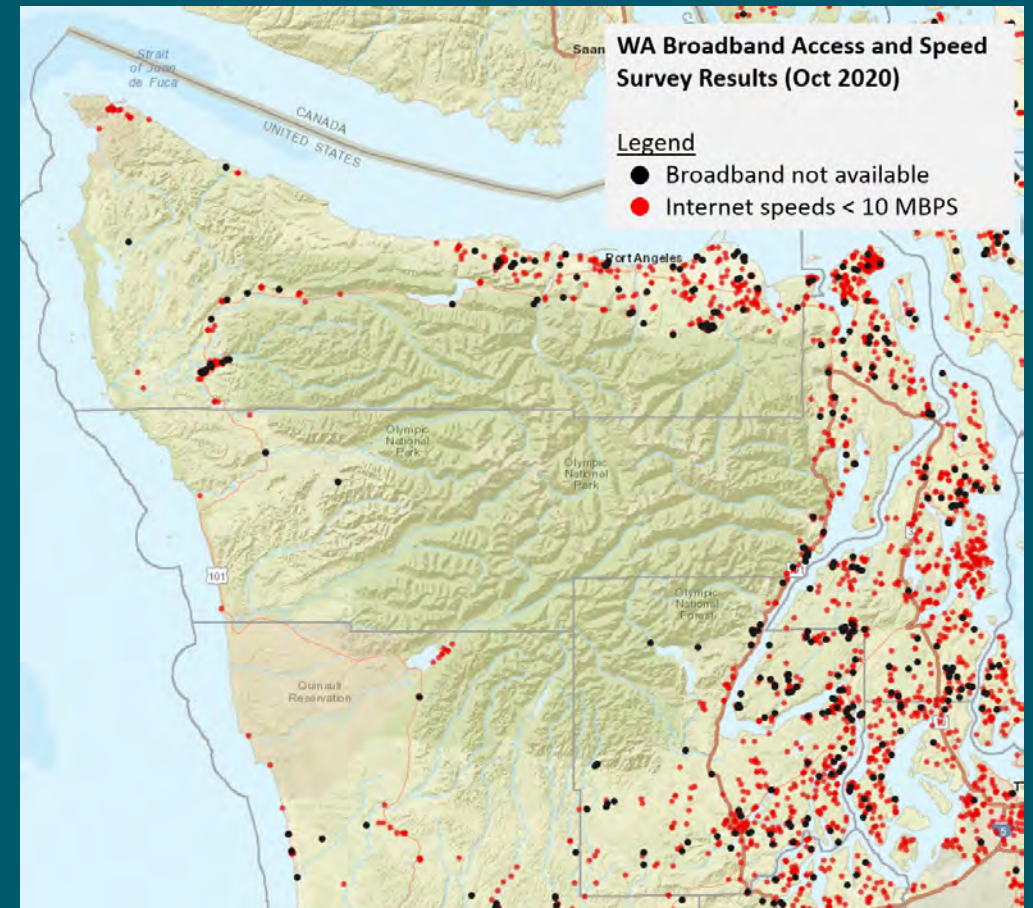 WA Broadband Access and Speed
Survey Results (Oct 2020)
Legend
Broadband not available
Internet speeds < 10 MBPS
Saan
Strait
of Juan
de Fuca
CANADA
UNITED STATES
Port Angeles
Olympic
National
Park
Olympic
National
Park
101
Olympic
National
Forest
Quinault
Reservation
5